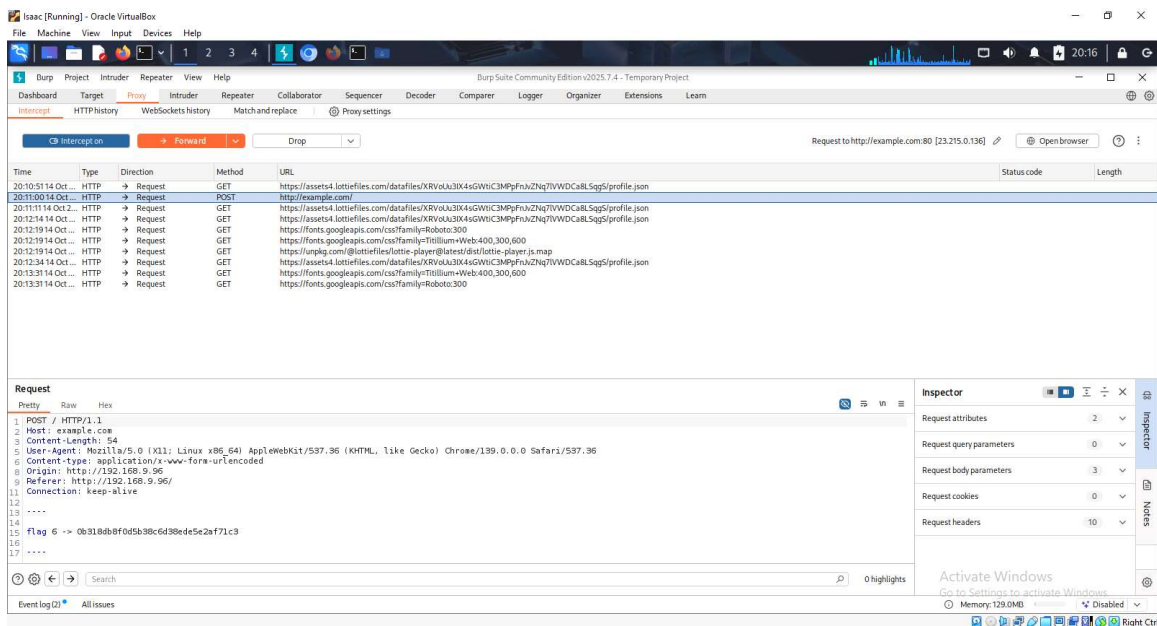 Isaac [Running] - Oracle VirtualBox
File Machine View Input Devices Help
1 2 3 4 20:16
Burp Project Intruder Repeater View Help Burp Suite Community Edition v2025.7.4 - Temporary Project
Dashboard Target Proxy Intruder Repeater Collaborator Sequencer Decoder Comparer Logger Organizer Extensions Learn
Intercept HTTP history WebSockets history Match and replace Proxy settings
Intercept on Forward Drop Request to http://example.com:80 [23.215.0.136] Open browser
Time Type Direction Method URL Status code Length
20:10:51 14 Oct ... HTTP → Request GET https://assets4.lottiefiles.com/datafiles/XRVoUu3IX4sGWtiC3MPpFnJvZNq7lVWDCa8LSqgS/profile.json
20:11:00 14 Oct ... HTTP → Request POST http://example.com/
20:11:11 14 Oct 2... HTTP → Request GET https://assets4.lottiefiles.com/datafiles/XRVoUu3IX4sGWtiC3MPpFnJvZNq7lVWDCa8LSqgS/profile.json
20:12:14 14 Oct ... HTTP → Request GET https://assets4.lottiefiles.com/datafiles/XRVoUu3IX4sGWtiC3MPpFnJvZNq7lVWDCa8LSqgS/profile.json
20:12:19 14 Oct ... HTTP → Request GET https://fonts.googleapis.com/css?family=Roboto:300
20:12:19 14 Oct ... HTTP → Request GET https://fonts.googleapis.com/css?family=Titillium+Web:400,300,600
20:12:19 14 Oct ... HTTP → Request GET https://unpkg.com/@lottiefiles/lottie-player@latest/dist/lottie-player.js.map
20:12:34 14 Oct ... HTTP → Request GET https://assets4.lottiefiles.com/datafiles/XRVoUu3IX4sGWtiC3MPpFnJvZNq7lVWDCa8LSqgS/profile.json
20:13:31 14 Oct ... HTTP → Request GET https://fonts.googleapis.com/css?family=Titillium+Web:400,300,600
20:13:31 14 Oct ... HTTP → Request GET https://fonts.googleapis.com/css?family=Roboto:300
Request
Pretty Raw Hex \n
1 POST / HTTP/1.1
2 Host: example.com
3 Content-Length: 54
5 User-Agent: Mozilla/5.0 (X11; Linux x86_64) AppleWebKit/537.36 (KHTML, like Gecko) Chrome/139.0.0.0 Safari/537.36
6 Content-type: application/x-www-form-urlencoded
8 Origin: http://192.168.9.96
9 Referer: http://192.168.9.96/
11 Connection: keep-alive
12
13 ----
14
15 flag 6 -> 0b318db8f0d5b38c6d38ede5e2af71c3
16
17 ----
Inspector
Request attributes 2
Request query parameters 0
Request body parameters 3
Request cookies 0
Request headers 10
Inspector
Notes
Search 0 highlights
Activate Windows
Go to Settings to activate Windows.
Event log (2) All issues Memory: 129.0MB Disabled
Right Ctrl